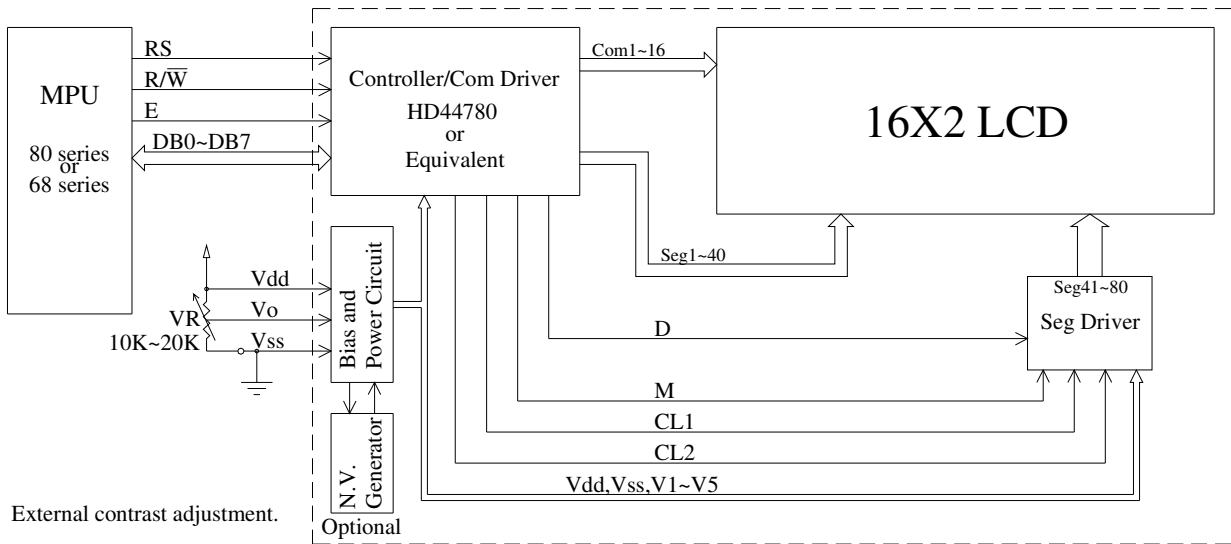 RS
R/W̅
E
DB0~DB7
MPU
80 series
or
68 series
Controller/Com Driver
HD44780
or
Equivalent
Com1~16
16X2 LCD
Seg1~40
Seg41~80
Seg Driver
Vdd
Vo
Vss
VR
10K~20K
Bias and
Power Circuit
N.V.
Generator
Optional
D
M
CL1
CL2
Vdd,Vss,V1~V5
External contrast adjustment.